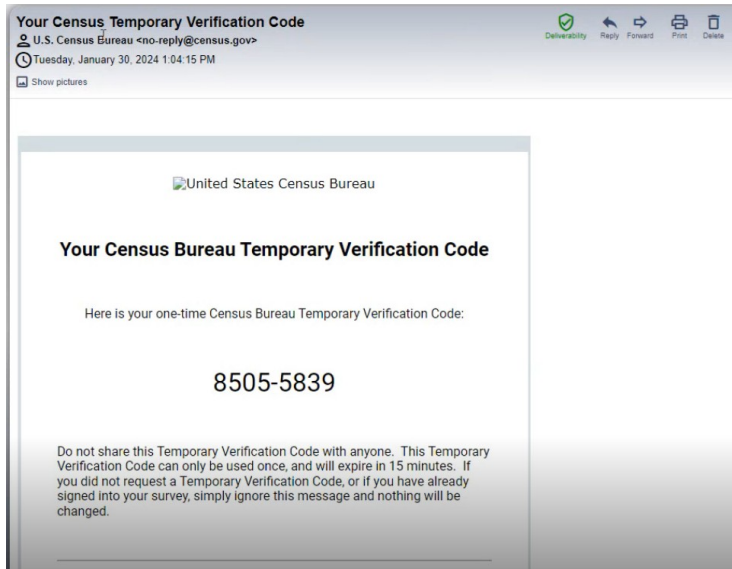 Your Census Temporary Verification Code
U.S. Census Bureau <no-reply@census.gov>
Tuesday, January 30, 2024 1:04:15 PM
Show pictures
Deliverability Reply Forward Print Delete
United States Census Bureau
Your Census Bureau Temporary Verification Code
Here is your one-time Census Bureau Temporary Verification Code:
8505-5839
Do not share this Temporary Verification Code with anyone. This Temporary
Verification Code can only be used once, and will expire in 15 minutes. If
you did not request a Temporary Verification Code, or if you have already
signed into your survey, simply ignore this message and nothing will be
changed.